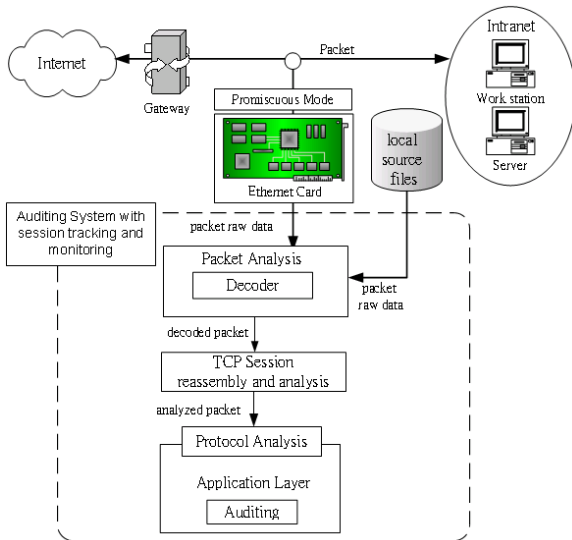 Internet
Gateway
Packet
Intranet
Work station
Server
Promiscuous Mode
Ethernet Card
local
source
files
Auditing System with
session tracking and
monitoring
packet raw data
Packet Analysis
Decoder
packet
raw data
decoded packet
TCP Session
reassembly and analysis
analyzed packet
Protocol Analysis
Application Layer
Auditing